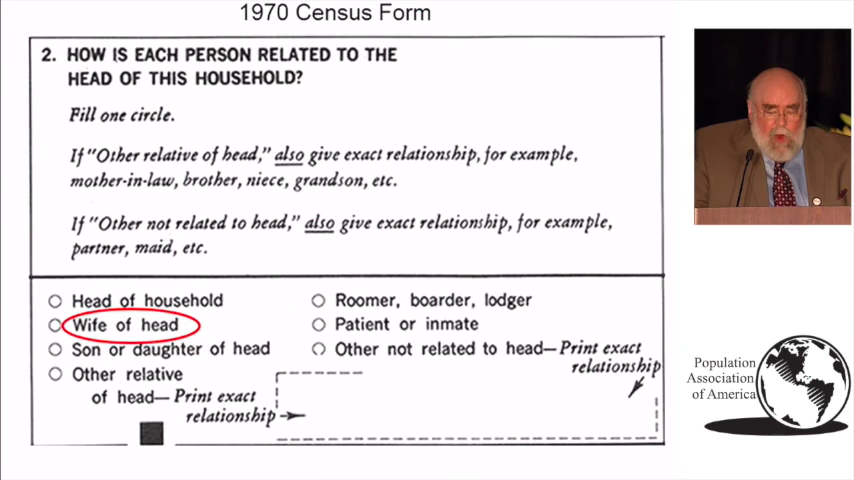 1970 Census Form
2. HOW IS EACH PERSON RELATED TO THE
HEAD OF THIS HOUSEHOLD?
Fill one circle.
If "Other relative of head," also give exact relationship, for example,
mother-in-law, brother, niece, grandson, etc.
If "Other not related to head," also give exact relationship, for example,
partner, maid, etc.
Head of household
Wife of head
Son or daughter of head
Other relative
of head—Print exact
relationship
Roomer, boarder, lodger
Patient or inmate
Other not related to head—Print exact
relationship
Population
Association
of America